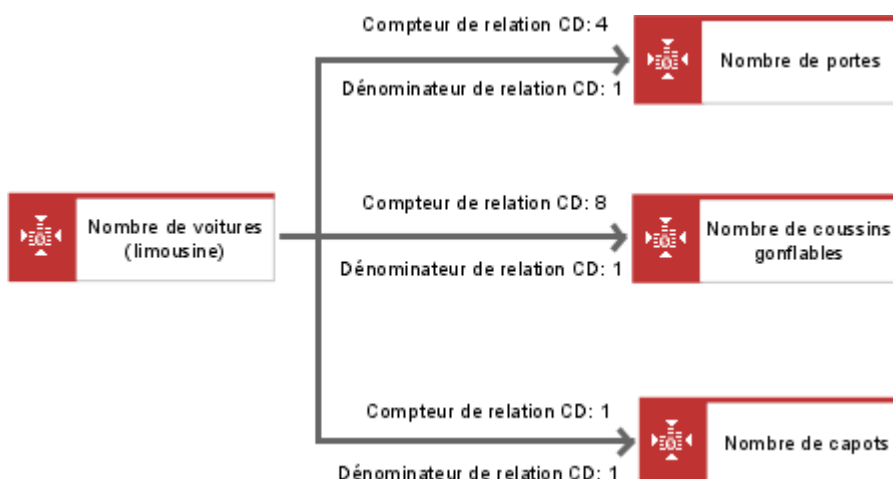 Compteur de relation CD: 4
Nombre de portes
Dénominateur de relation CD: 1
Compteur de relation CD: 8
Nombre de voitures
(limousine)
Nombre de coussins
gonflables
Dénominateur de relation CD: 1
Compteur de relation CD: 1
Nombre de capots
Dénominateur de relation CD: 1